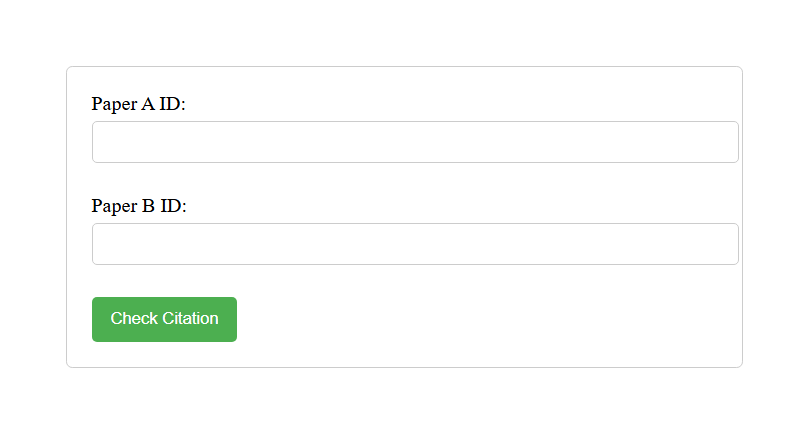 Paper A ID:
Paper B ID:
Check Citation